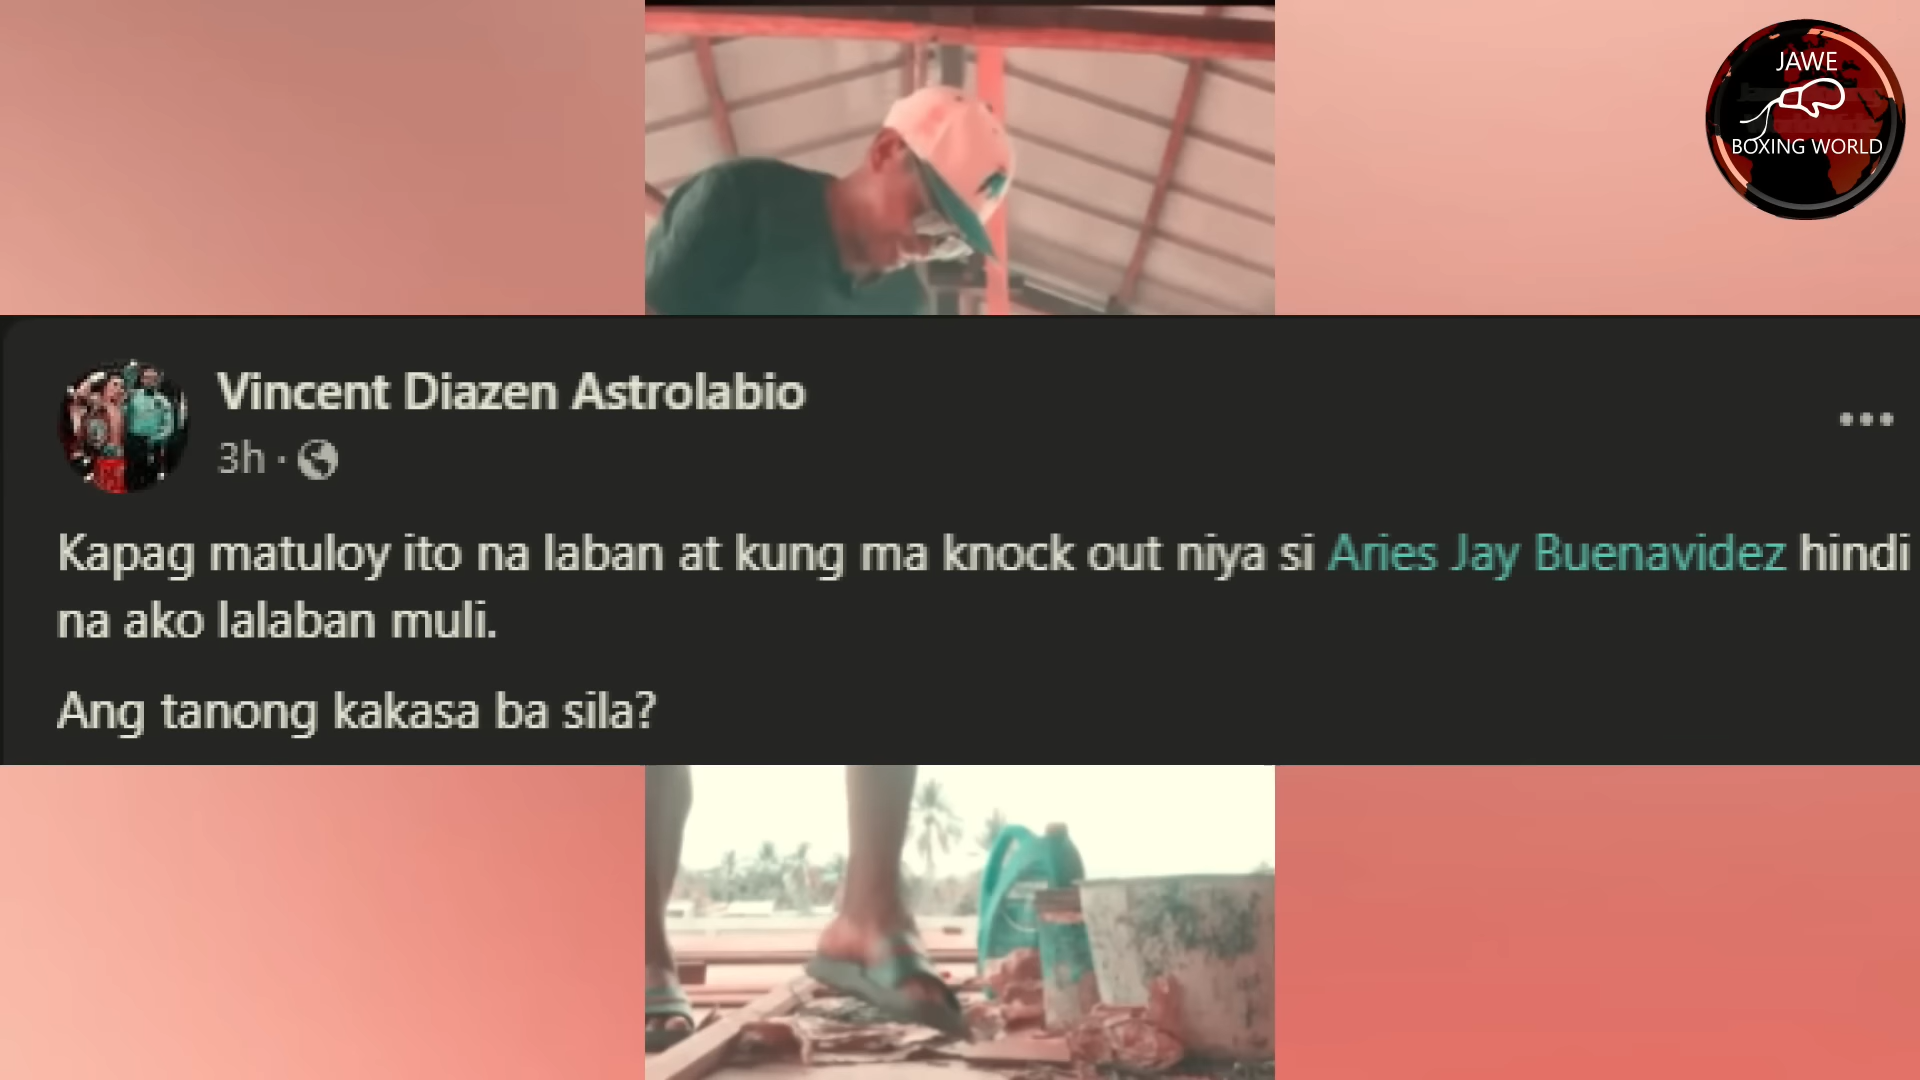 JAWE
BOXING WORLD
Vincent Diazen Astrolabio
3h ·
Kapag matuloy ito na laban at kung ma knock out niya si Aries Jay Buenavidez hindi
na ako lalaban muli.
Ang tanong kakasa ba sila?